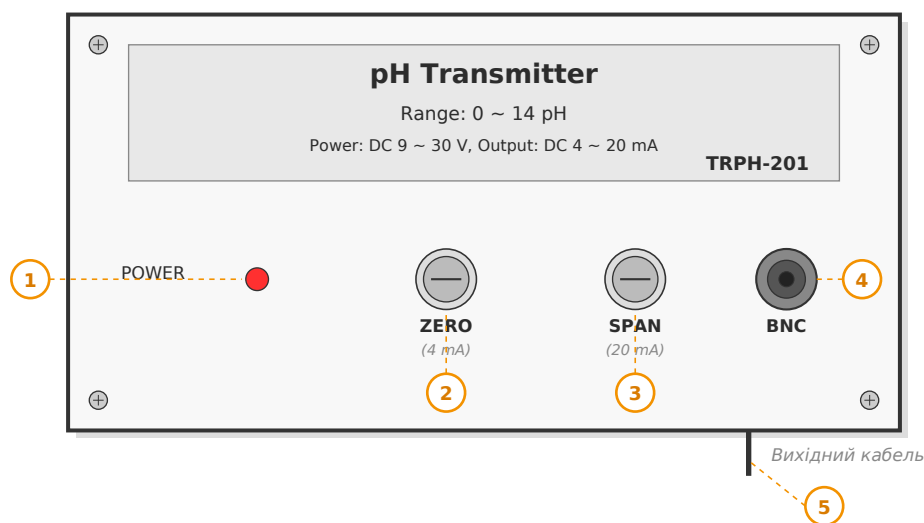 pH Transmitter
Range: 0 ~ 14 pH
Power: DC 9 ~ 30 V, Output: DC 4 ~ 20 mA
TRPH-201
1
POWER
4
ZERO
SPAN
BNC
(4 mA)
(20 mA)
2
3
Вихідний кабель
5